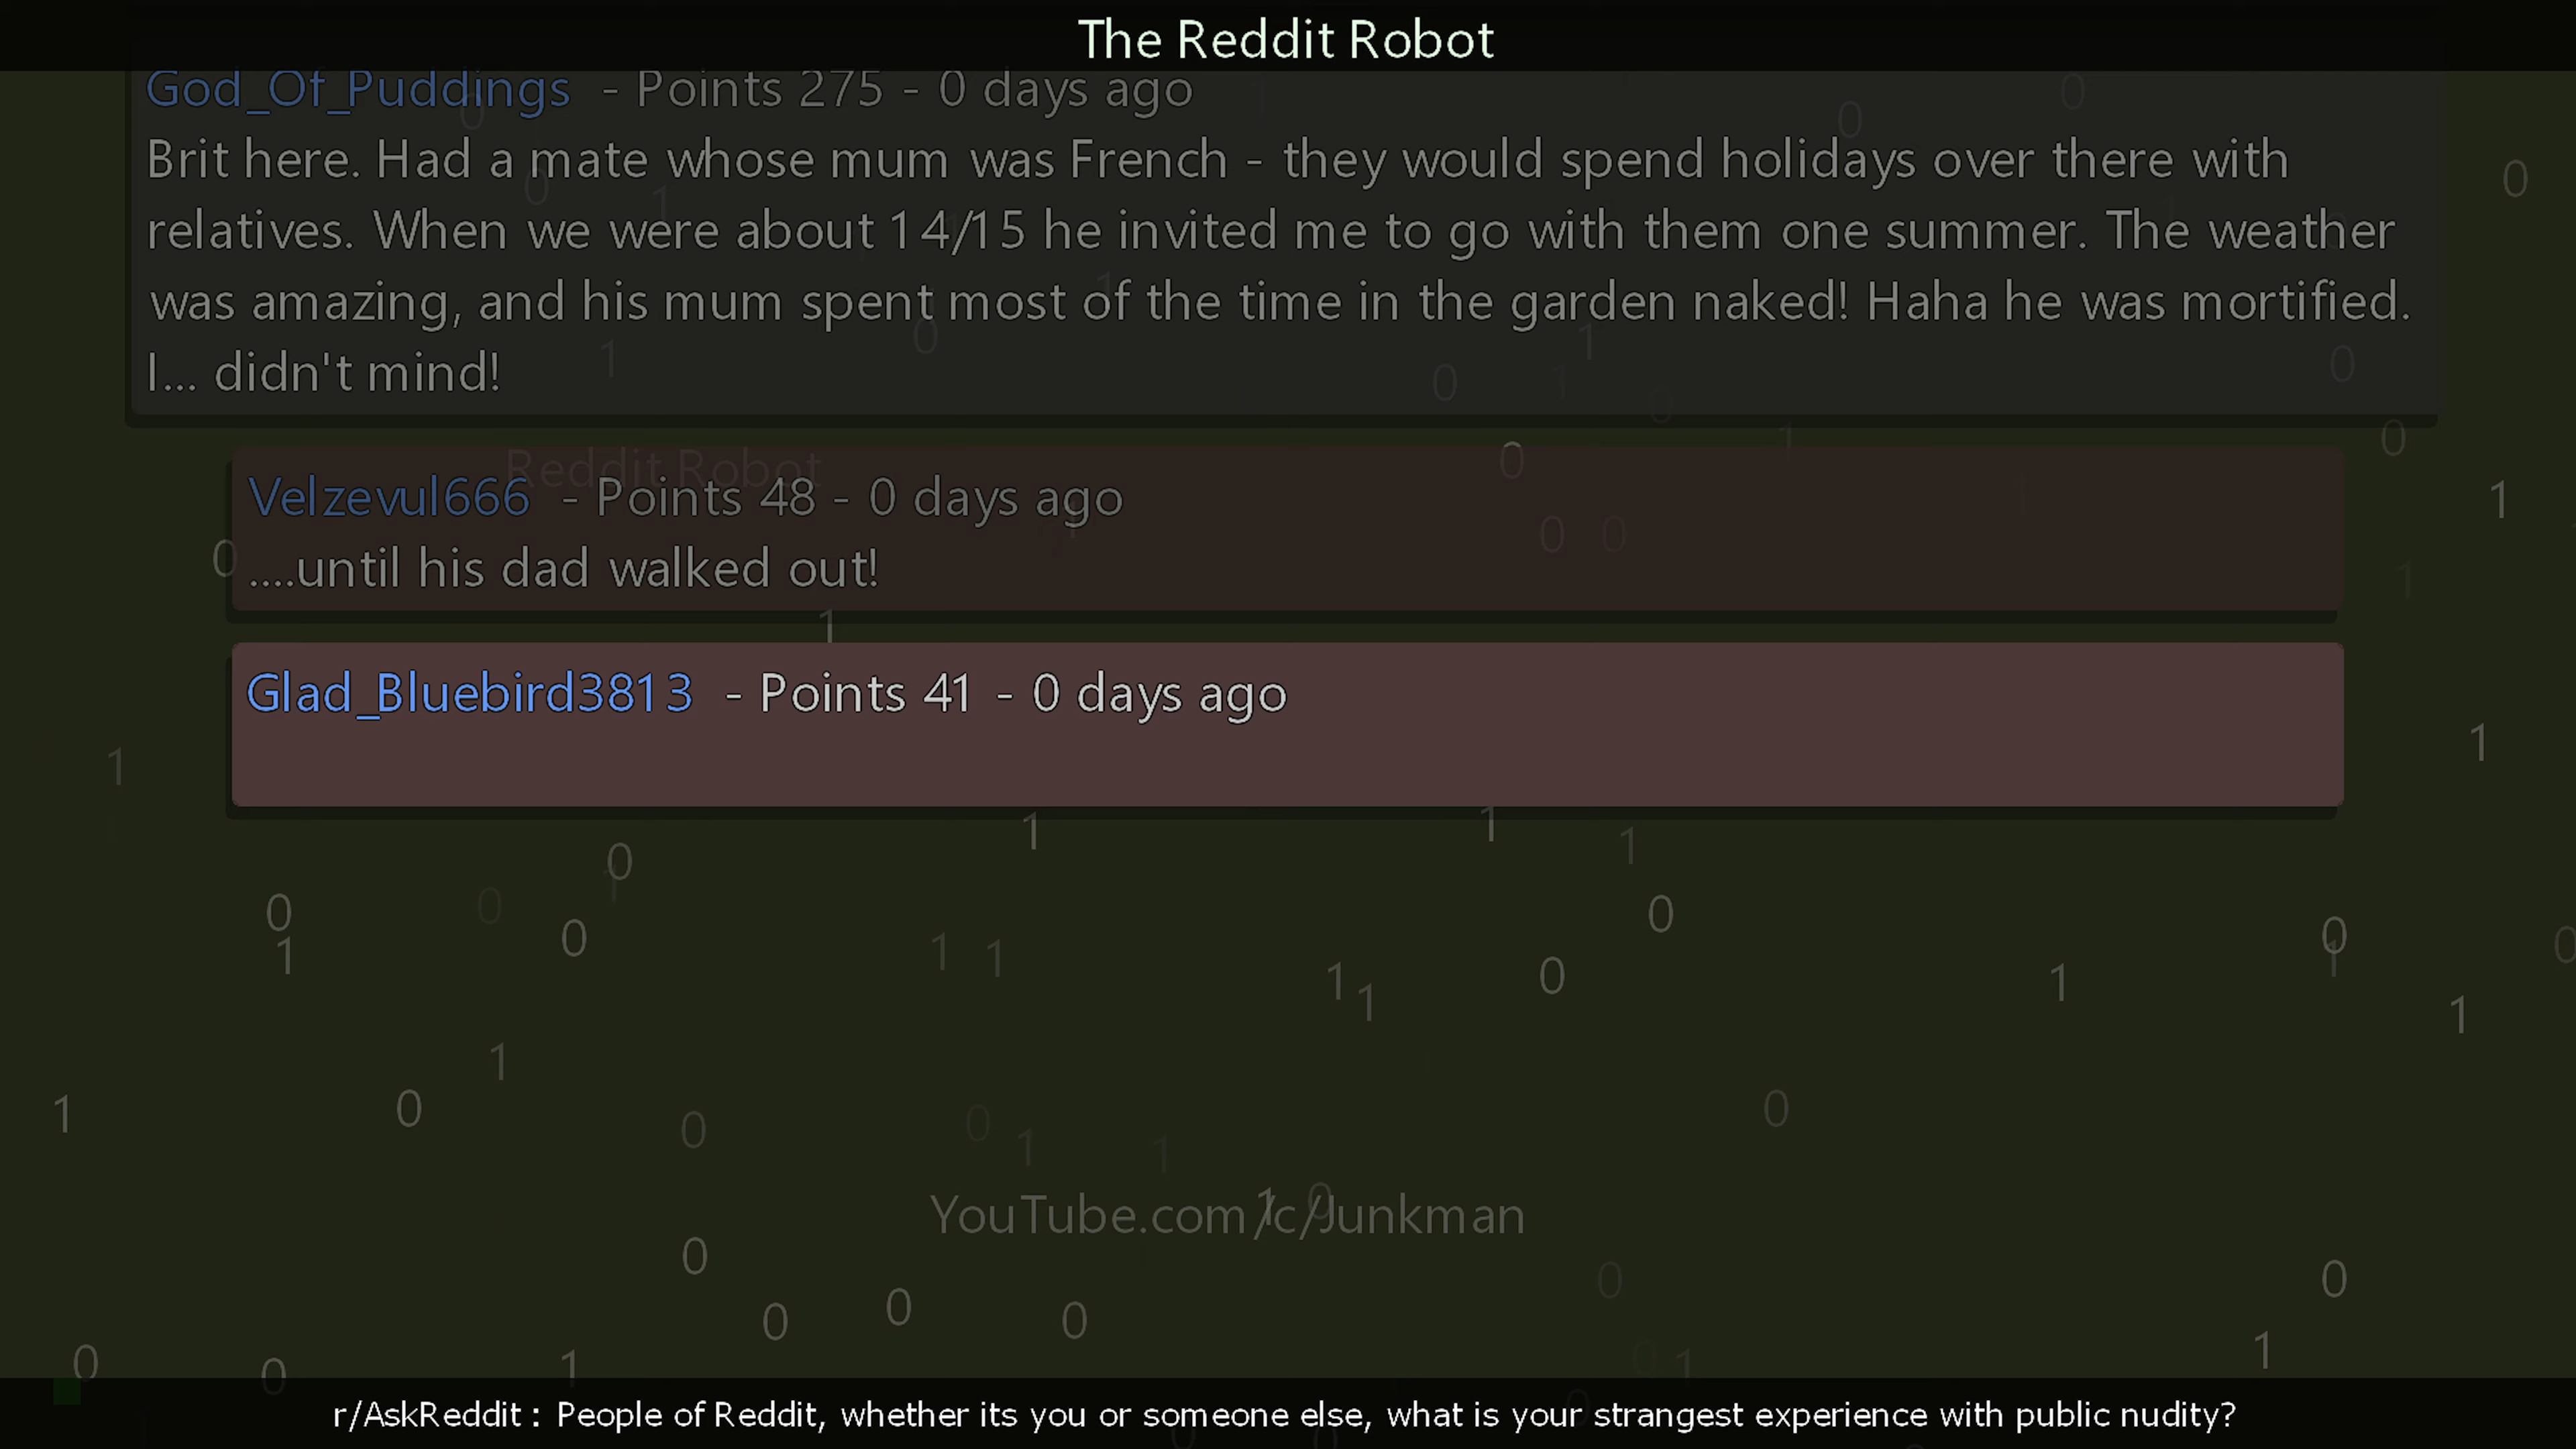 The Reddit Robot
God_Of_Puddings - Points 275 - 0 days ago
Brit here. Had a mate whose mum was French - they would spend holidays over there with
relatives. When we were about 14/15 he invited me to go with them one summer. The weather
was amazing, and his mum spent most of the time in the garden naked! Haha he was mortified.
I... didn't mind!
Reddit Robot
Velzevul666 - Points 48 - 0 days ago
....until his dad walked out!
Glad_Bluebird3813 - Points 41 - 0 days ago
YouTube.com/c/Junkman
r/AskReddit : People of Reddit, whether its you or someone else, what is your strangest experience with public nudity?